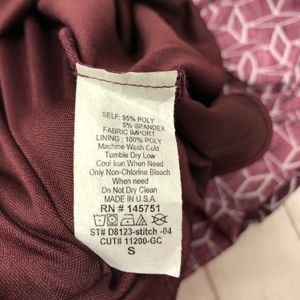 SELF: 95% POLY
5% SPANDEX
FABRIC IMPORT
LINING : 100% POLY
Machine Wash Cold
Tumble Dry Low
Cool Iron When Need
Only Non-Chlorine Bleach
When need
Do Not Dry Clean
MADE IN U.S.A.
RN # 145751
ST# D8123-stitch -04
CUT# 11200-GC
S